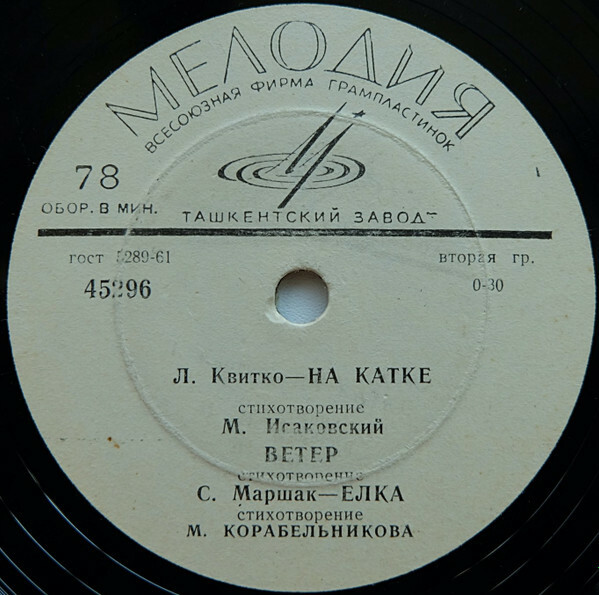 МЕЛОДИЯ
ВСЕСОЮЗНАЯ ФИРМА ГРАМПЛАСТИНОК
78
ОБОР. В МИН.
ТАШКЕНТСКИЙ ЗАВОД
гост 5289-61
вторая гр.
45296
0-30
Л. Квитко—НА КАТКЕ
стихотворение
М. Исаковский
ВЕТЕР
стихотворение
С. Маршак—ЕЛКА
стихотворение
М. КОРАБЕЛЬНИКОВА